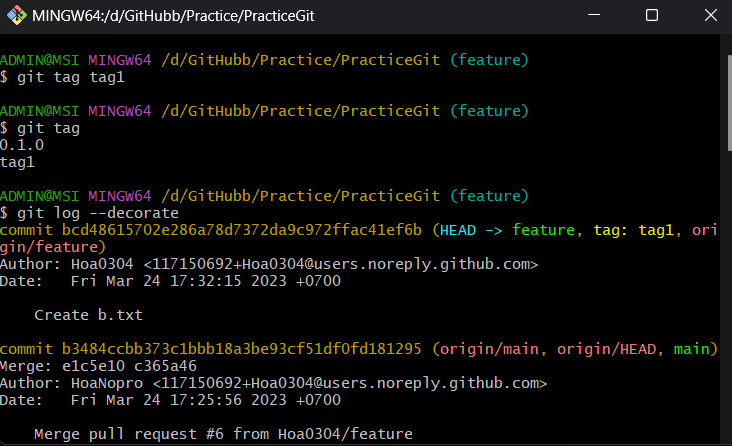 MINGW64:/d/GitHubb/Practice/PracticeGit
ADMIN@MSI MINGW64 /d/GitHubb/Practice/PracticeGit (feature)
$ git tag tag1
ADMIN@MSI MINGW64 /d/GitHubb/Practice/PracticeGit (feature)
$ git tag
0.1.0
tag1
ADMIN@MSI MINGW64 /d/GitHubb/Practice/PracticeGit (feature)
$ git log --decorate
commit bcd48615702e286a78d7372da9c972ffac41ef6b (HEAD -> feature, tag: tag1, ori
gin/feature)
Author: Hoa0304 <117150692+Hoa0304@users.noreply.github.com>
Date:   Fri Mar 24 17:32:15 2023 +0700
    Create b.txt
commit b3484ccbb373c1bbb18a3be93cf51df0fd181295 (origin/main, origin/HEAD, main)
Merge: e1c5e10 c365a46
Author: HoaNopro <117150692+Hoa0304@users.noreply.github.com>
Date:   Fri Mar 24 17:25:56 2023 +0700
    Merge pull request #6 from Hoa0304/feature